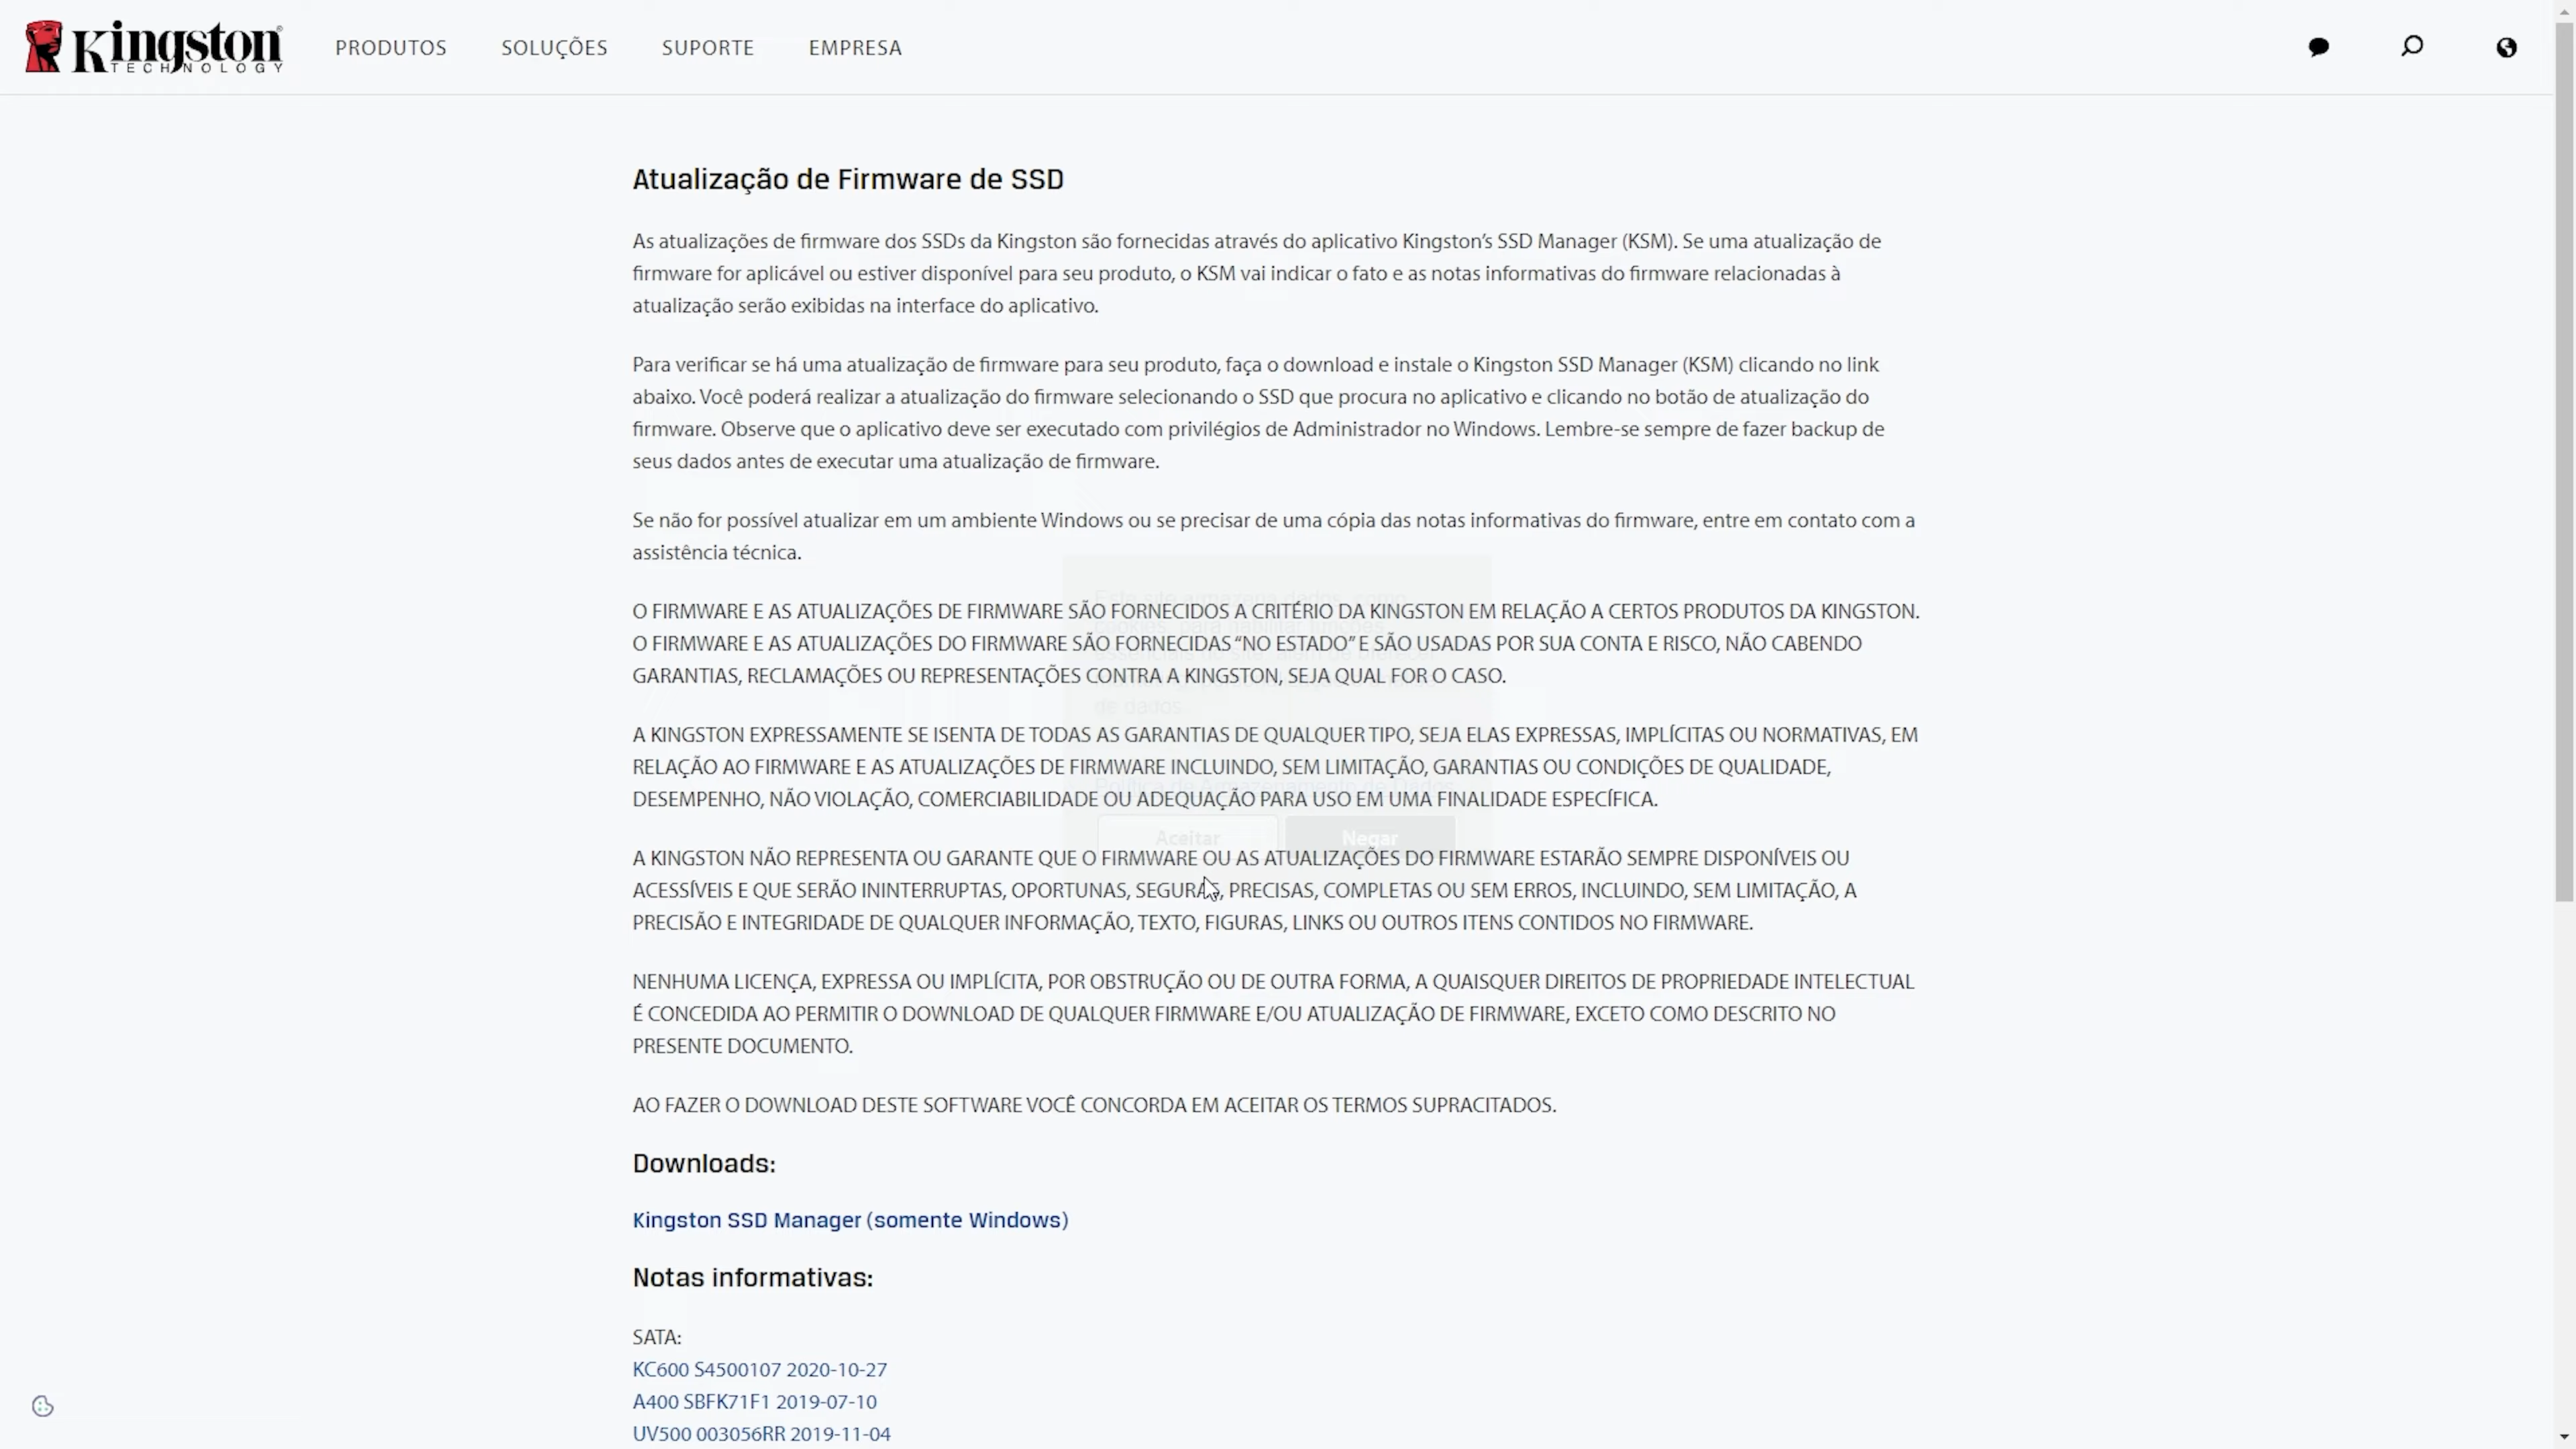 Kingston
TECHNOLOGY
PRODUTOS
SOLUÇÕES
SUPORTE
EMPRESA
Atualização de Firmware de SSD
As atualizações de firmware dos SSDs da Kingston são fornecidas através do aplicativo Kingston’s SSD Manager (KSM). Se uma atualização de
firmware for aplicável ou estiver disponível para seu produto, o KSM vai indicar o fato e as notas informativas do firmware relacionadas à
atualização serão exibidas na interface do aplicativo.
Para verificar se há uma atualização de firmware para seu produto, faça o download e instale o Kingston SSD Manager (KSM) clicando no link
abaixo. Você poderá realizar a atualização do firmware selecionando o SSD que procura no aplicativo e clicando no botão de atualização do
firmware. Observe que o aplicativo deve ser executado com privilégios de Administrador no Windows. Lembre-se sempre de fazer backup de
seus dados antes de executar uma atualização de firmware.
Se não for possível atualizar em um ambiente Windows ou se precisar de uma cópia das notas informativas do firmware, entre em contato com a
assistência técnica.
O FIRMWARE E AS ATUALIZAÇÕES DE FIRMWARE SÃO FORNECIDOS A CRITÉRIO DA KINGSTON EM RELAÇÃO A CERTOS PRODUTOS DA KINGSTON.
O FIRMWARE E AS ATUALIZAÇÕES DO FIRMWARE SÃO FORNECIDAS “NO ESTADO” E SÃO USADAS POR SUA CONTA E RISCO, NÃO CABENDO
GARANTIAS, RECLAMAÇÕES OU REPRESENTAÇÕES CONTRA A KINGSTON, SEJA QUAL FOR O CASO.
de dados.
A KINGSTON EXPRESSAMENTE SE ISENTA DE TODAS AS GARANTIAS DE QUALQUER TIPO, SEJA ELAS EXPRESSAS, IMPLÍCITAS OU NORMATIVAS, EM
RELAÇÃO AO FIRMWARE E AS ATUALIZAÇÕES DE FIRMWARE INCLUINDO, SEM LIMITAÇÃO, GARANTIAS OU CONDIÇÕES DE QUALIDADE,
DESEMPENHO, NÃO VIOLAÇÃO, COMERCIABILIDADE OU ADEQUAÇÃO PARA USO EM UMA FINALIDADE ESPECÍFICA.
Aceitar
Negar
A KINGSTON NÃO REPRESENTA OU GARANTE QUE O FIRMWARE OU AS ATUALIZAÇÕES DO FIRMWARE ESTARÃO SEMPRE DISPONÍVEIS OU
ACESSÍVEIS E QUE SERÃO ININTERRUPTAS, OPORTUNAS, SEGURAS, PRECISAS, COMPLETAS OU SEM ERROS, INCLUINDO, SEM LIMITAÇÃO, A
PRECISÃO E INTEGRIDADE DE QUALQUER INFORMAÇÃO, TEXTO, FIGURAS, LINKS OU OUTROS ITENS CONTIDOS NO FIRMWARE.
NENHUMA LICENÇA, EXPRESSA OU IMPLÍCITA, POR OBSTRUÇÃO OU DE OUTRA FORMA, A QUAISQUER DIREITOS DE PROPRIEDADE INTELECTUAL
É CONCEDIDA AO PERMITIR O DOWNLOAD DE QUALQUER FIRMWARE E/OU ATUALIZAÇÃO DE FIRMWARE, EXCETO COMO DESCRITO NO
PRESENTE DOCUMENTO.
AO FAZER O DOWNLOAD DESTE SOFTWARE VOCÊ CONCORDA EM ACEITAR OS TERMOS SUPRACITADOS.
Downloads:
Kingston SSD Manager (somente Windows)
Notas informativas:
SATA:
KC600 S4500107 2020-10-27
A400 SBFK71F1 2019-07-10
UV500 003056RR 2019-11-04